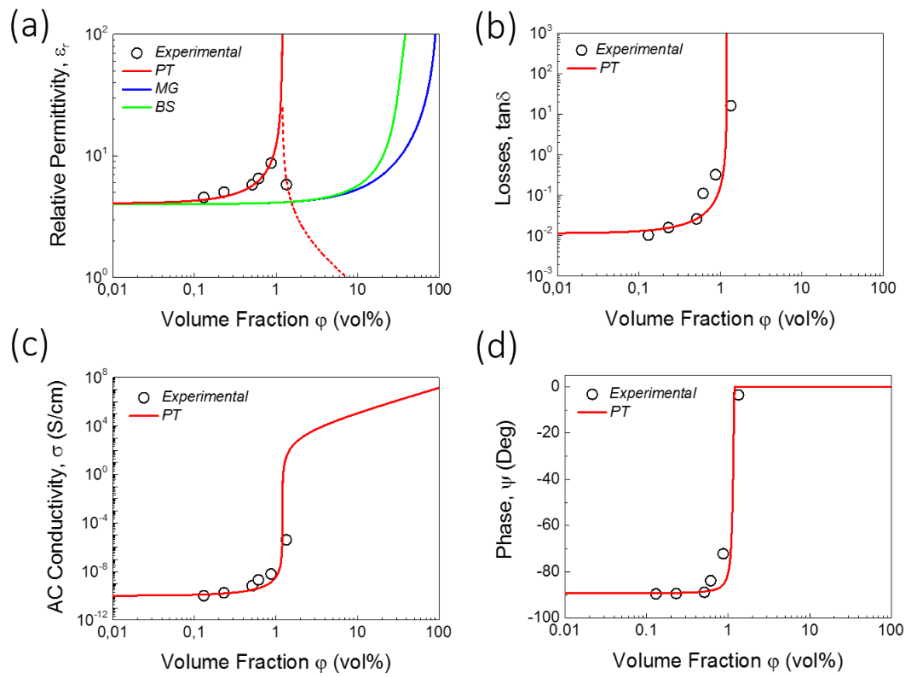 (a)
Relative Permittivity, εr
10²
10¹
10⁰
Experimental
PT
MG
BS
0,01 0,1 1 10 100
Volume Fraction φ (vol%)
(b)
Losses, tanδ
10³
10²
10¹
10⁰
10⁻¹
10⁻²
10⁻³
Experimental
PT
0,01 0,1 1 10 100
Volume Fraction φ (vol%)
(c)
AC Conductivity, σ (S/cm)
10⁸
10⁴
10⁰
10⁻⁴
10⁻⁸
10⁻¹²
Experimental
PT
0,01 0,1 1 10 100
Volume Fraction φ (vol%)
(d)
Phase, ψ (Deg)
0
-20
-40
-60
-80
-100
Experimental
PT
0.01 0.1 1 10 100
Volume Fraction φ (vol%)